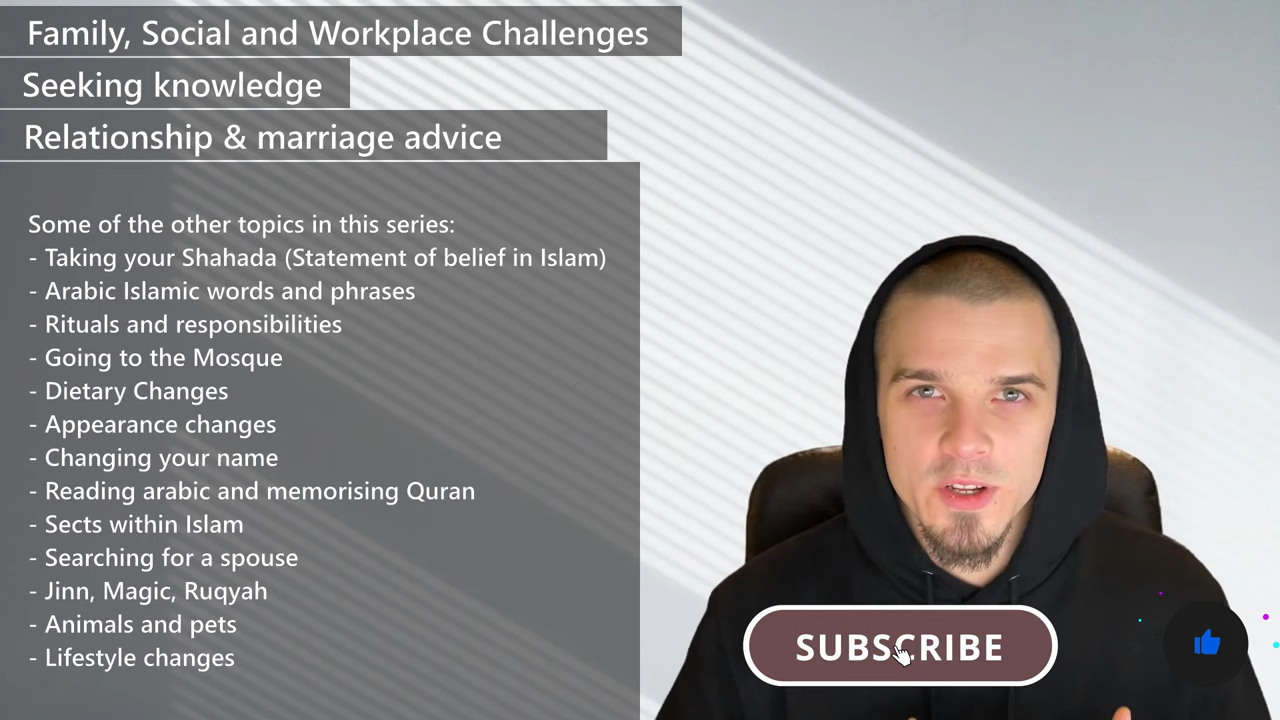 Family, Social and Workplace Challenges
Seeking knowledge
Relationship & marriage advice
Some of the other topics in this series:
- Taking your Shahada (Statement of belief in Islam)
- Arabic Islamic words and phrases
- Rituals and responsibilities
- Going to the Mosque
- Dietary Changes
- Appearance changes
- Changing your name
- Reading arabic and memorising Quran
- Sects within Islam
- Searching for a spouse
- Jinn, Magic, Ruqyah
- Animals and pets
- Lifestyle changes
SUBSCRIBE